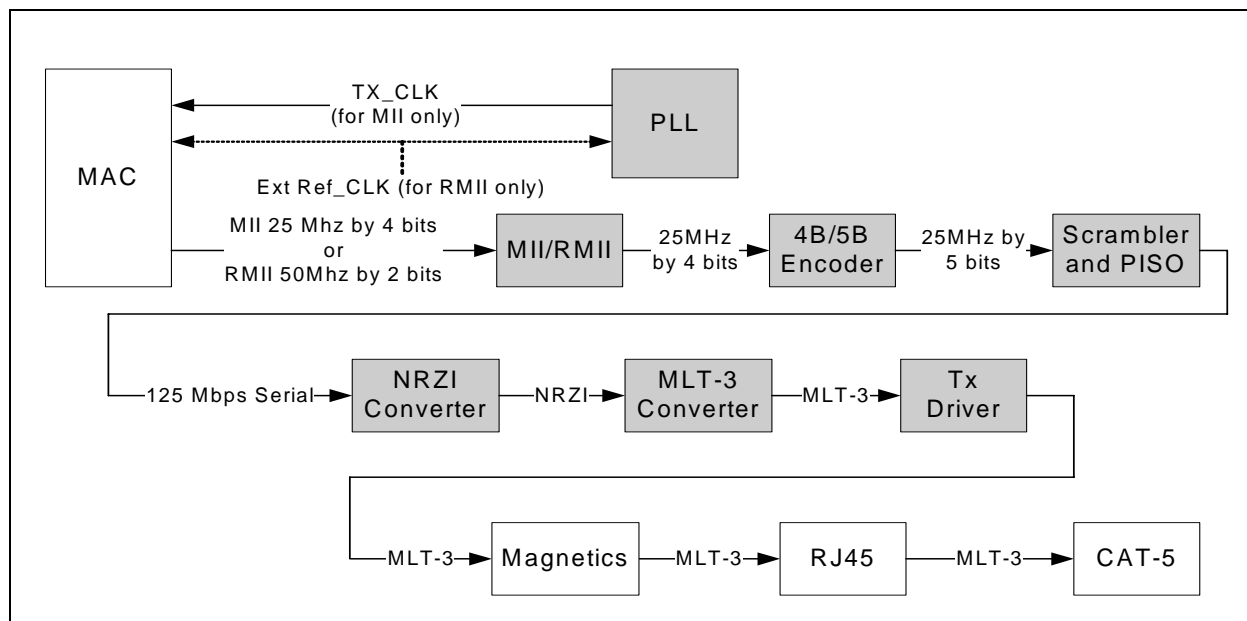 TX_CLK
(for MII only)
PLL
MAC
Ext Ref_CLK (for RMII only)
MII 25 Mhz by 4 bits
or
RMII 50Mhz by 2 bits
MII/RMII
25MHz
by 4 bits
4B/5B
Encoder
25MHz by
5 bits
Scrambler
and PISO
125 Mbps Serial
NRZI
Converter
NRZI
MLT-3
Converter
MLT-3
Tx
Driver
MLT-3
Magnetics
MLT-3
RJ45
MLT-3
CAT-5